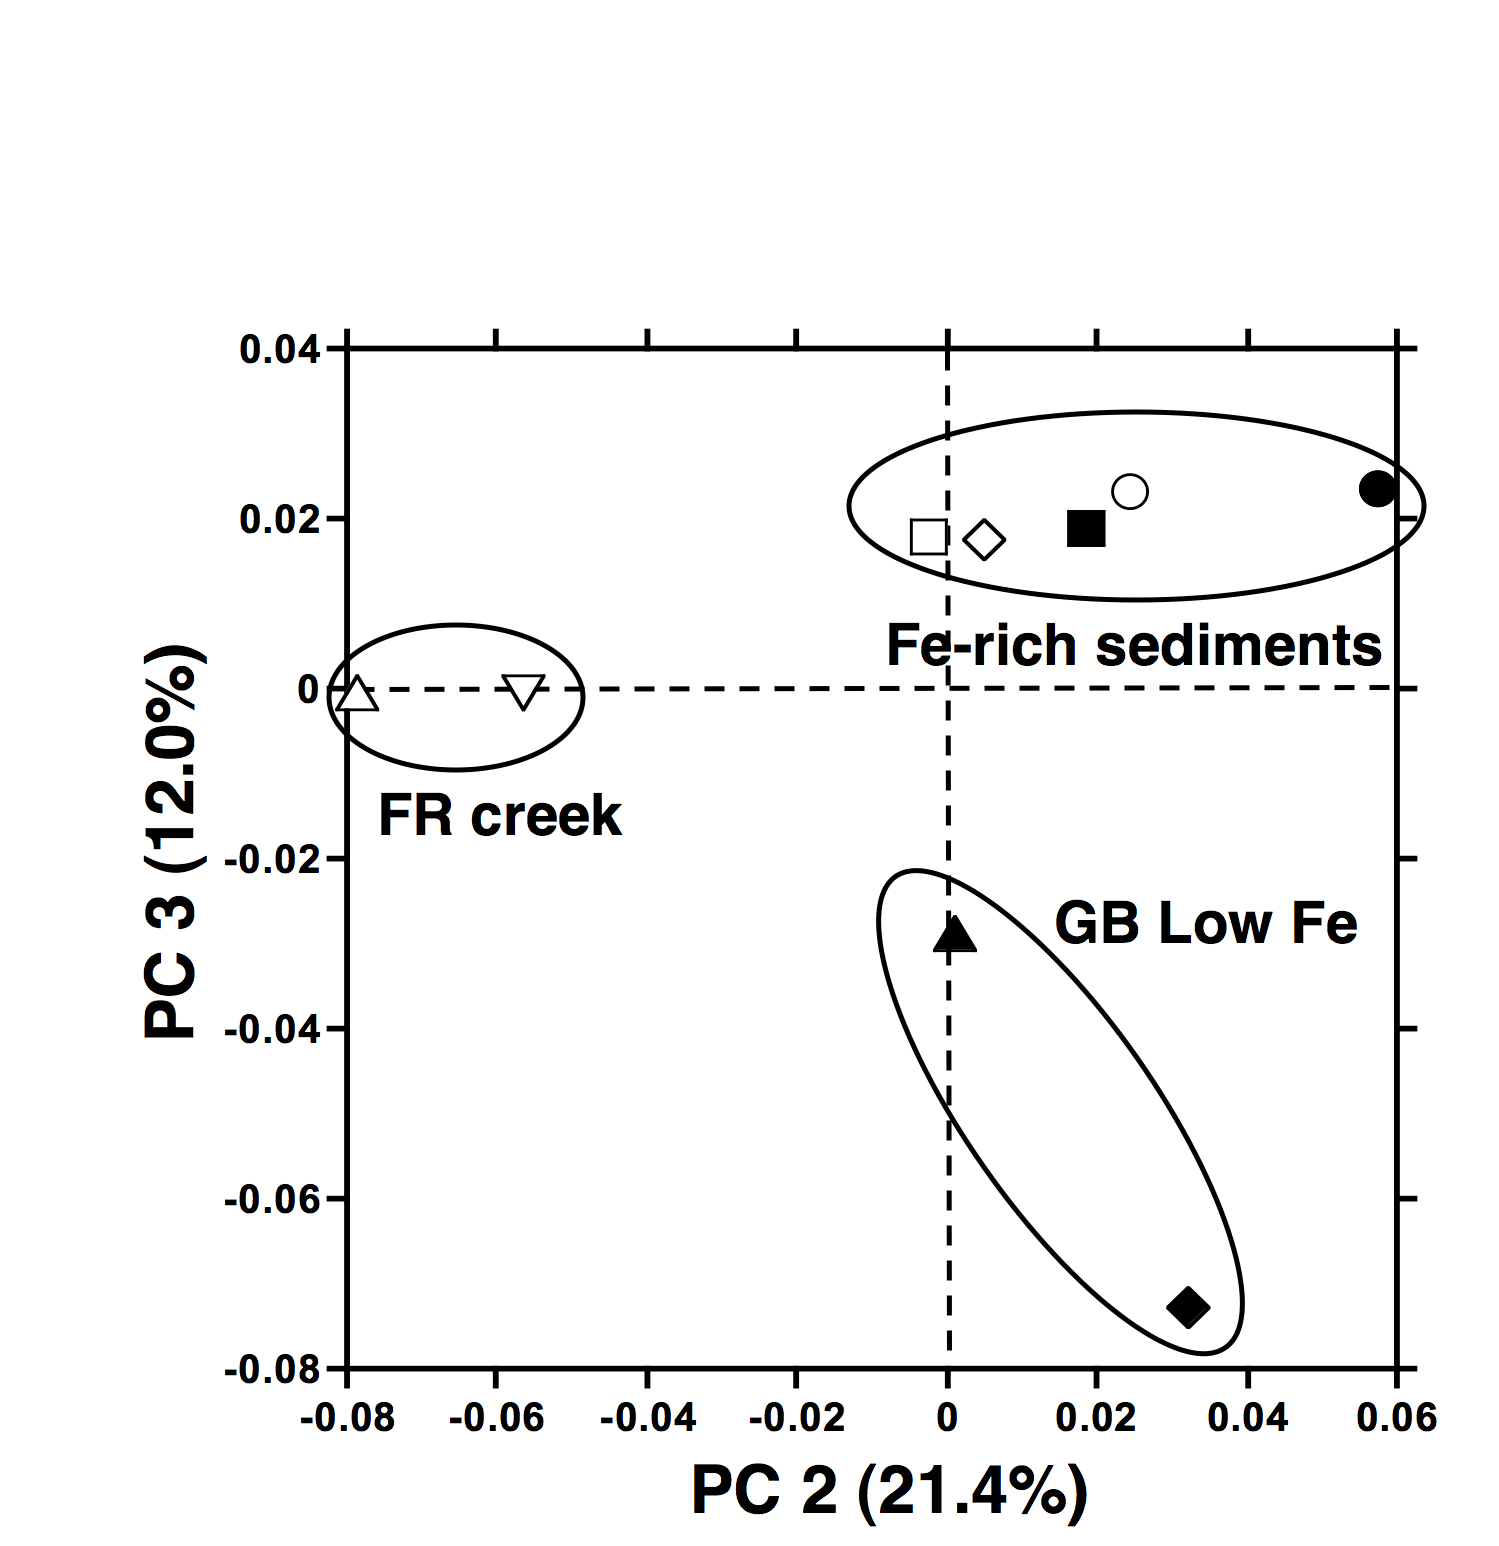 0.04
0.02
Fe-rich sediments
0
FR creek
-0.02
GB Low Fe
-0.04
-0.06
-0.08
PC 3 (12.0%)
-0.08 -0.06 -0.04 -0.02 0 0.02 0.04 0.06
PC 2 (21.4%)